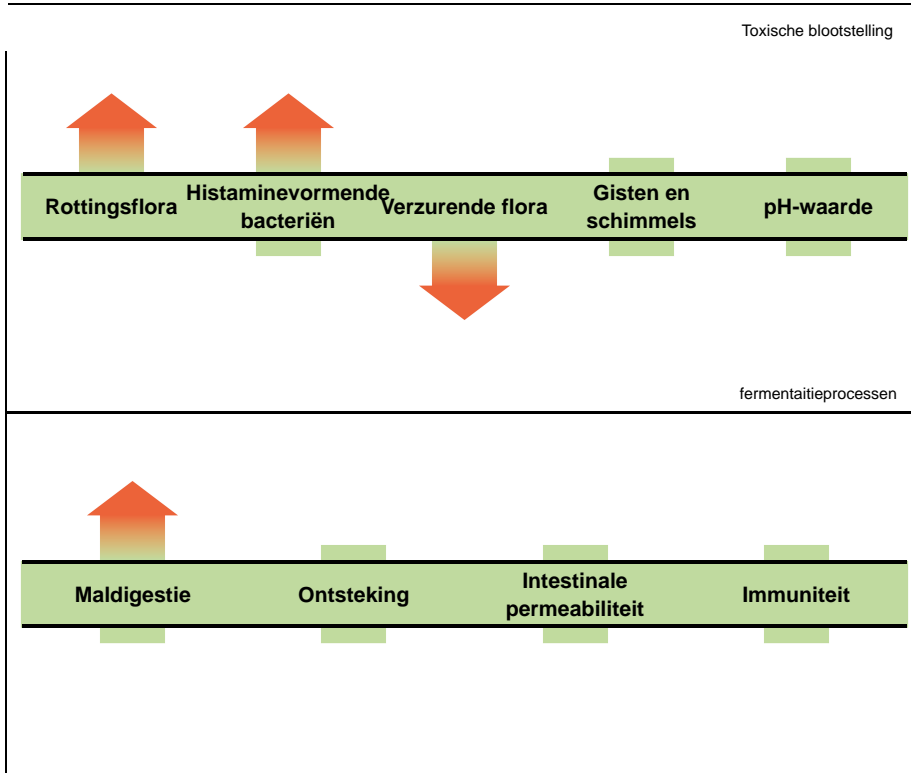 Toxische blootstelling
Rottingsflora
Histaminevormende
bacteriën
Verzurende flora
Gisten en
schimmels
pH-waarde
fermentaitieprocessen
Maldigestie
Ontsteking
Intestinale
permeabiliteit
Immuniteit